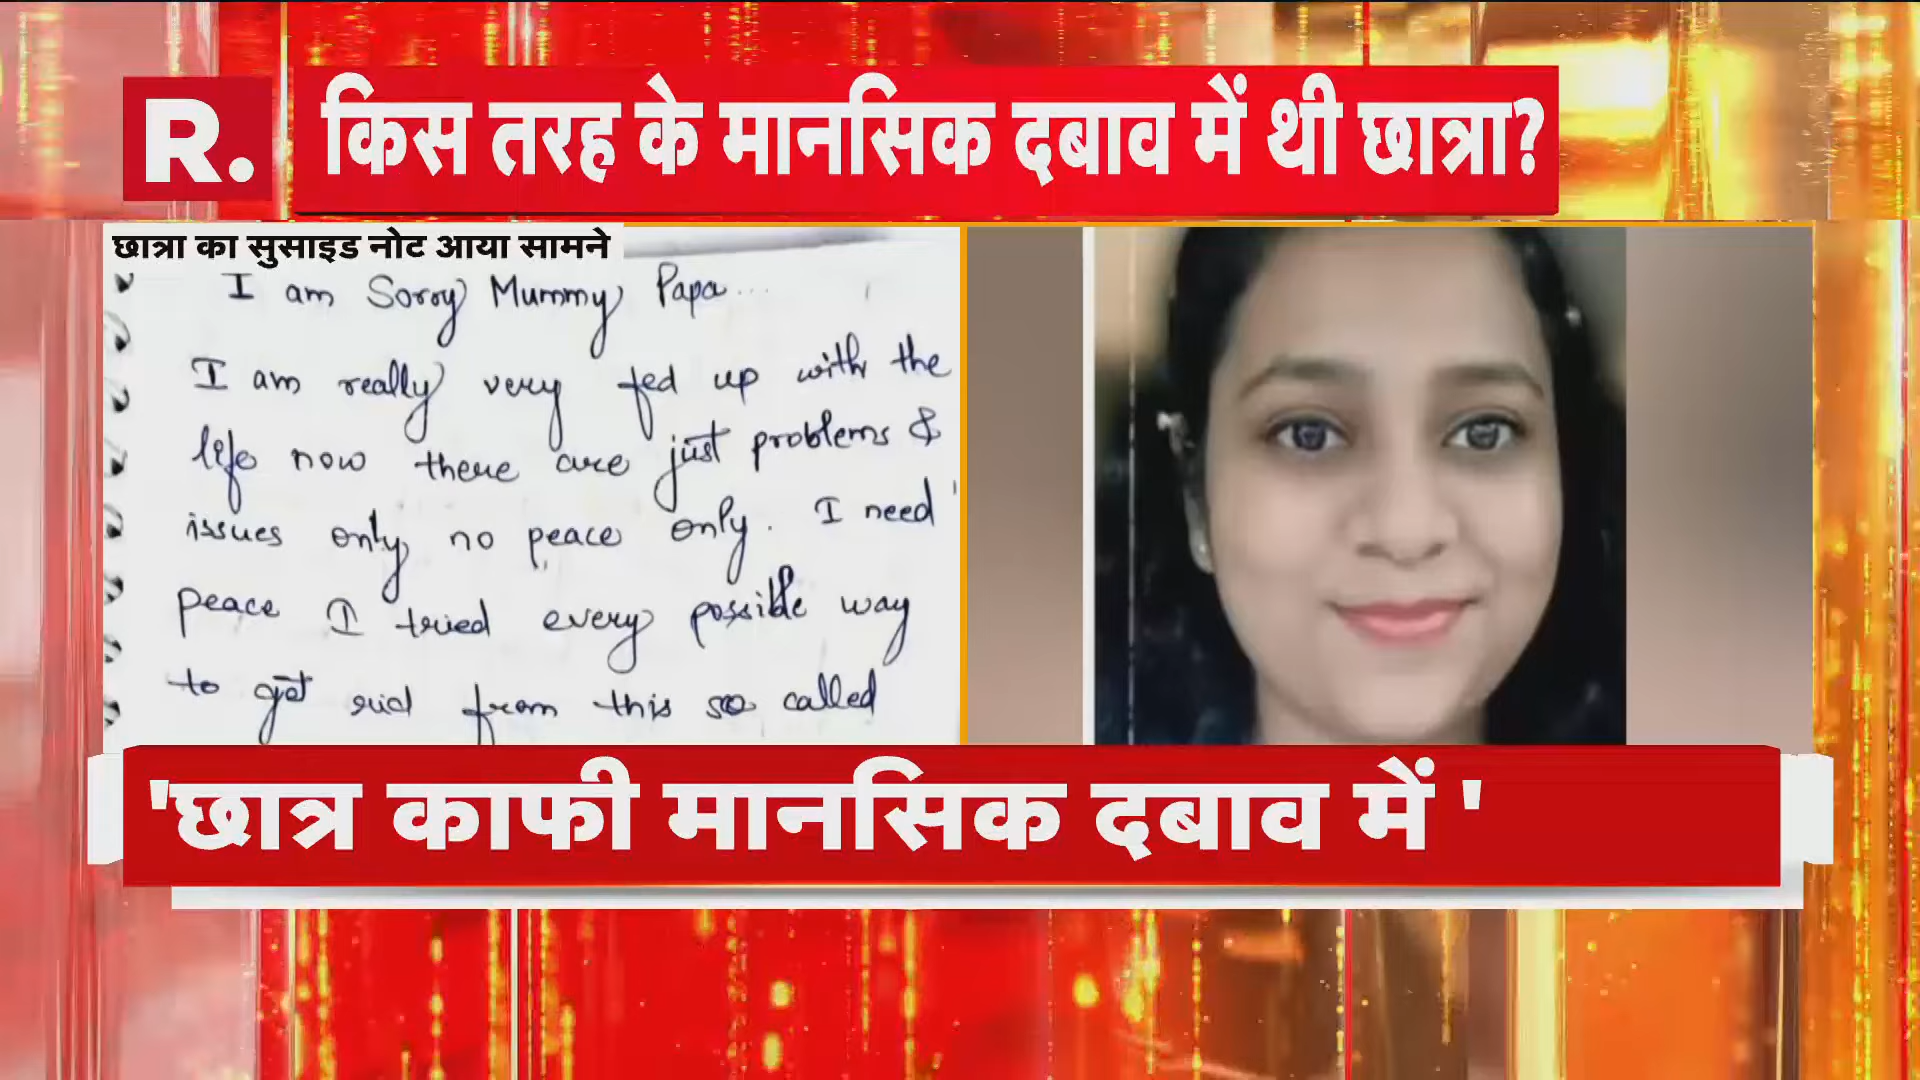 R.
किस तरह के मानसिक दबाव में थी छात्रा?
छात्रा का सुसाइड नोट आया सामने
I am Sorry Mummy Papa...
I am really very fed up with the
life now there are just problems &
issues only no peace only. I need
peace I tried every possible way
to get rid from this so called
'छात्र काफी मानसिक दबाव में '